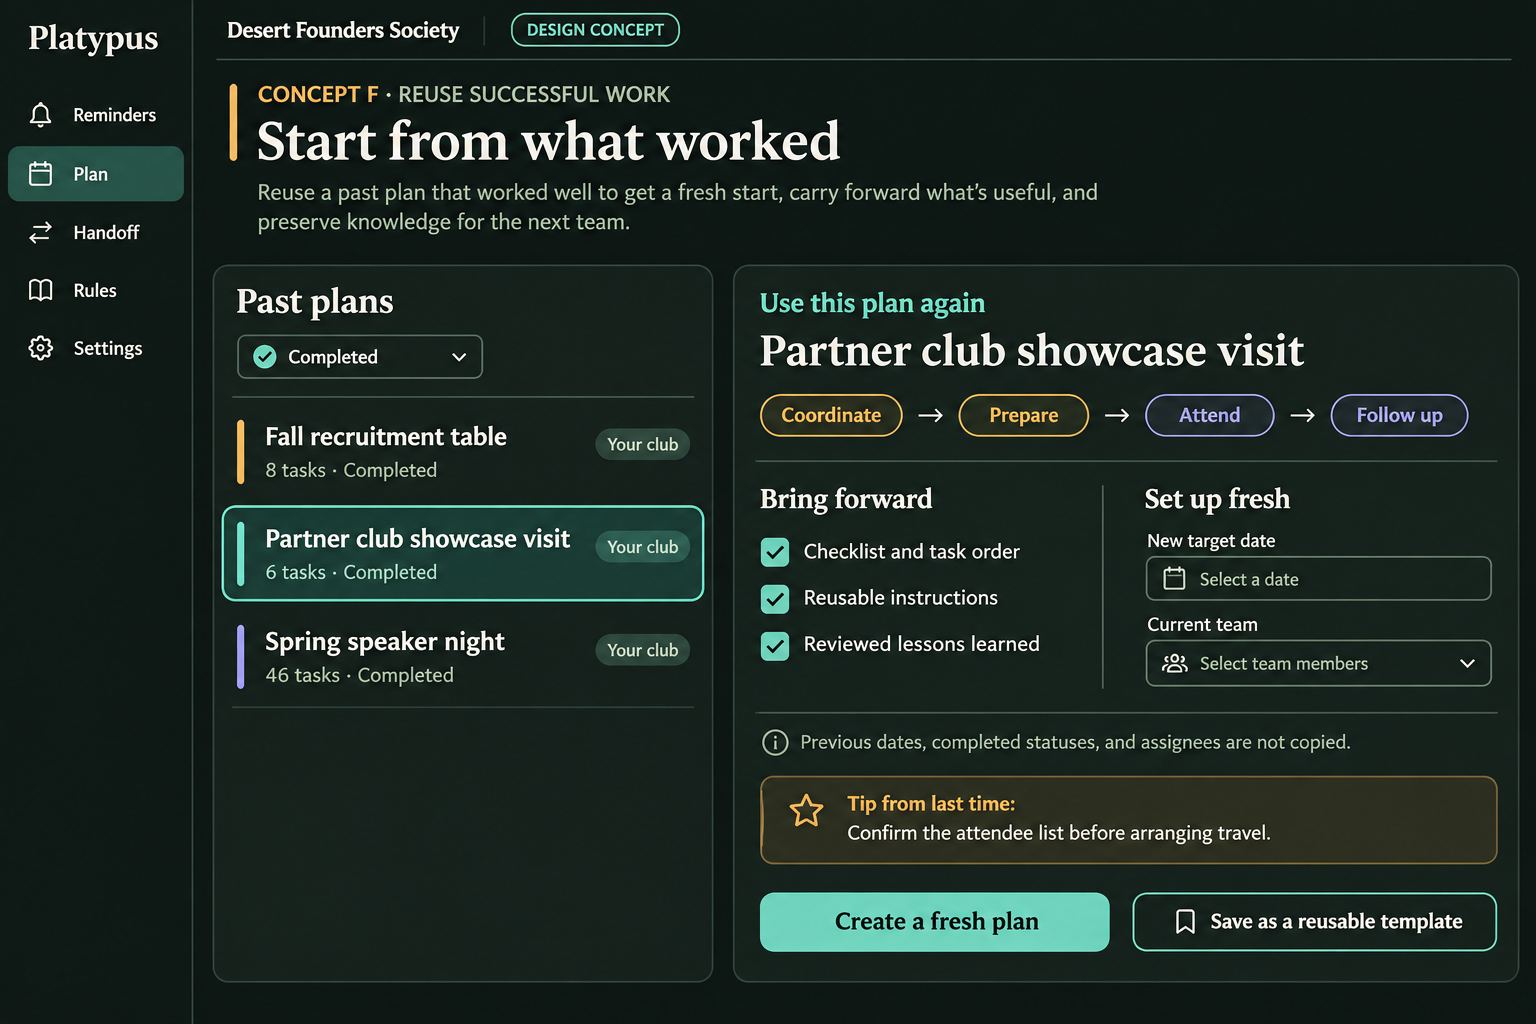 Platypus
Reminders
Plan
Handoff
Rules
Settings
Desert Founders Society
DESIGN CONCEPT
CONCEPT F · REUSE SUCCESSFUL WORK
Start from what worked
Reuse a past plan that worked well to get a fresh start, carry forward what's useful, and
preserve knowledge for the next team.
Past plans
Completed
Fall recruitment table
8 tasks · Completed
Your club
Partner club showcase visit
6 tasks · Completed
Your club
Spring speaker night
46 tasks · Completed
Your club
Use this plan again
Partner club showcase visit
Coordinate → Prepare → Attend → Follow up
Bring forward
Checklist and task order
Reusable instructions
Reviewed lessons learned
Set up fresh
New target date
Select a date
Current team
Select team members
Previous dates, completed statuses, and assignees are not copied.
Tip from last time:
Confirm the attendee list before arranging travel.
Create a fresh plan
Save as a reusable template